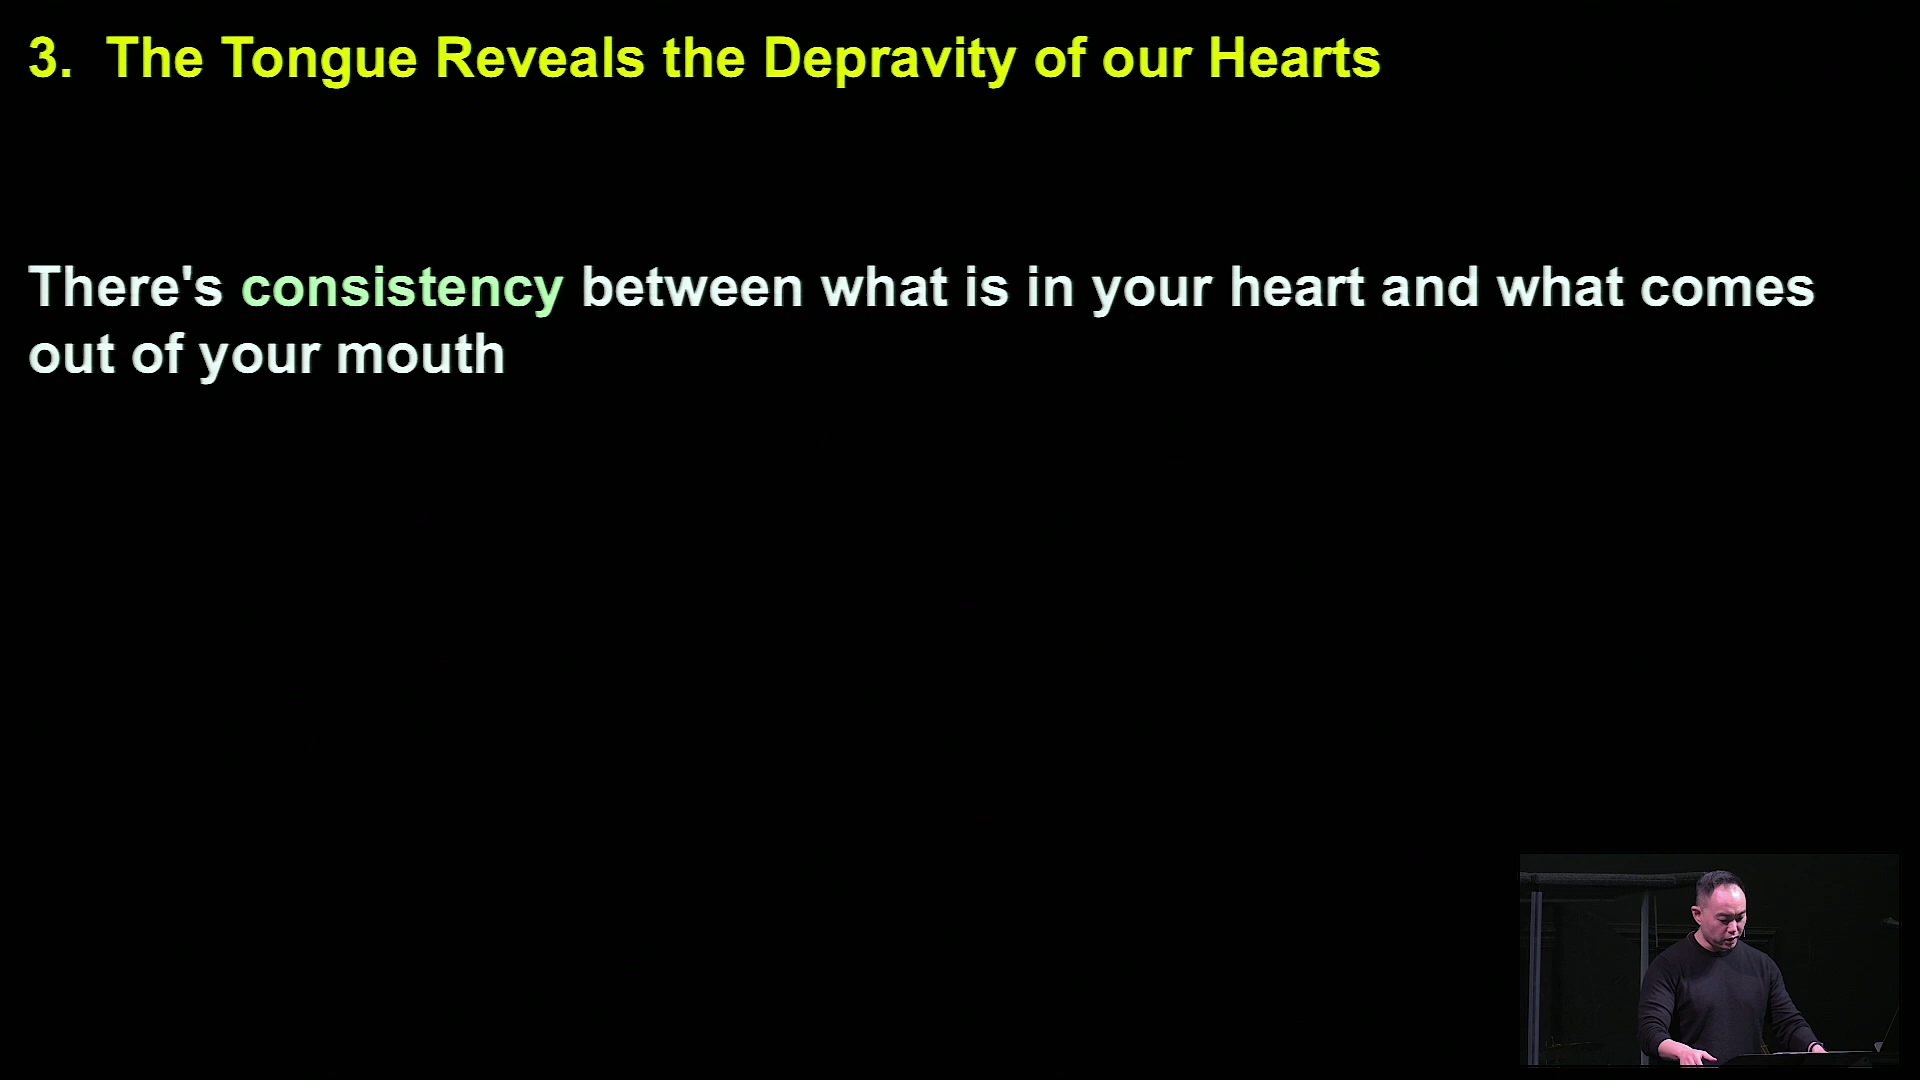 3. The Tongue Reveals the Depravity of our Hearts
There's consistency between what is in your heart and what comes
out of your mouth